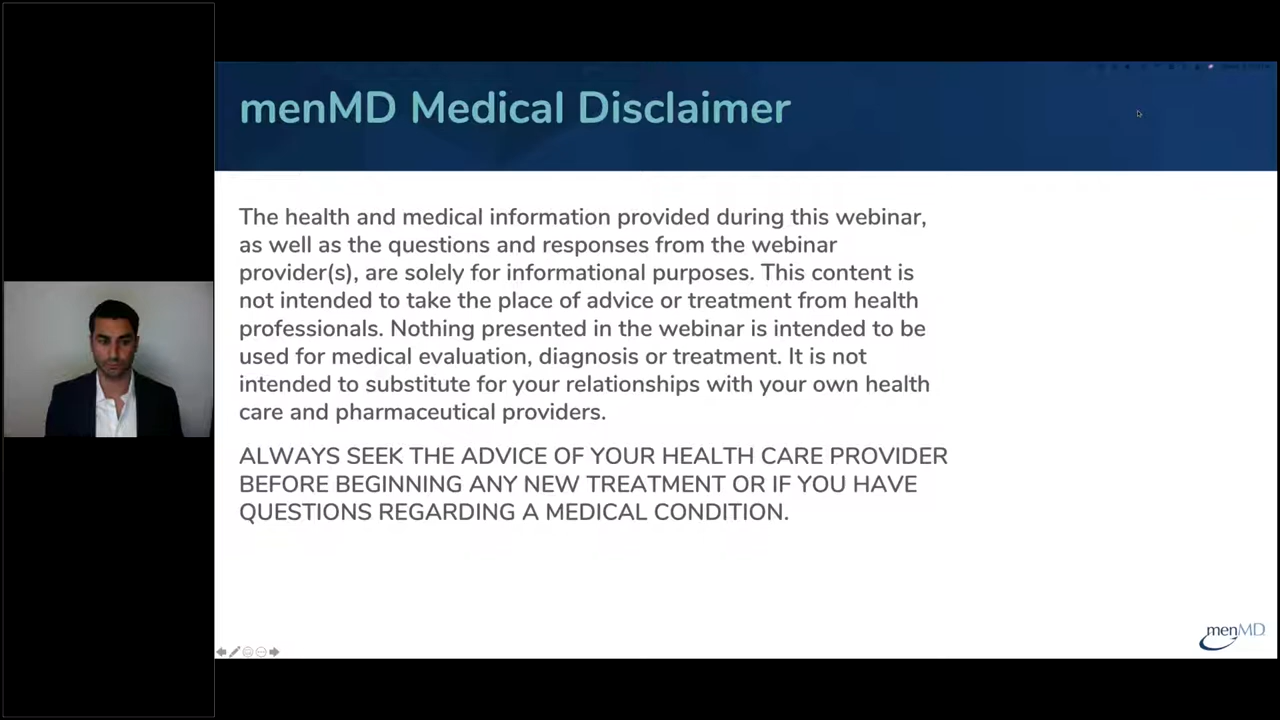 menMD Medical Disclaimer
The health and medical information provided during this webinar,
as well as the questions and responses from the webinar
provider(s), are solely for informational purposes. This content is
not intended to take the place of advice or treatment from health
professionals. Nothing presented in the webinar is intended to be
used for medical evaluation, diagnosis or treatment. It is not
intended to substitute for your relationships with your own health
care and pharmaceutical providers.
ALWAYS SEEK THE ADVICE OF YOUR HEALTH CARE PROVIDER
BEFORE BEGINNING ANY NEW TREATMENT OR IF YOU HAVE
QUESTIONS REGARDING A MEDICAL CONDITION.
menMD